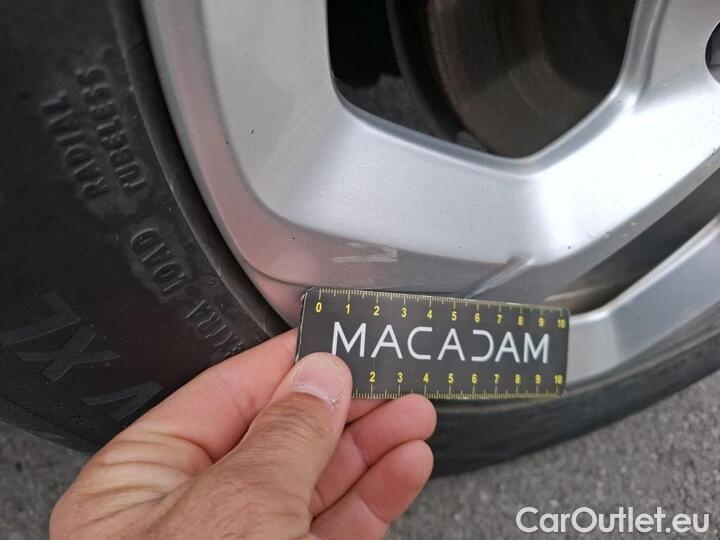 RADIAL
TUBELESS
EXTRA LOAD
V XL
0 1 2 3 4 5 6 7 8 9 10
MACADAM
2 3 4 5 6 7 8 9 10
CarOutlet.eu